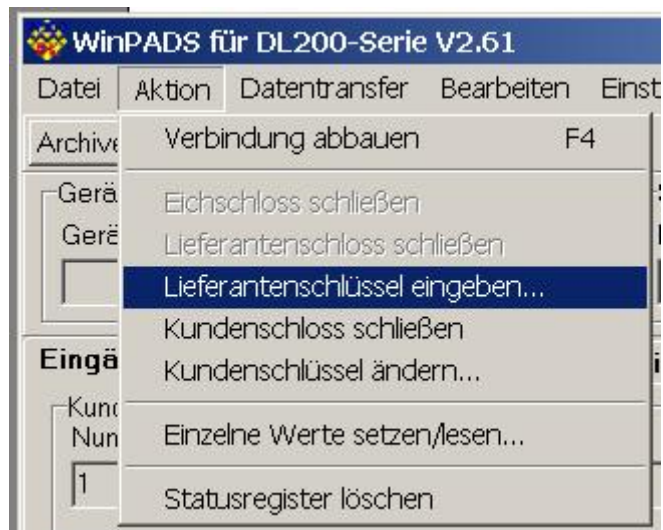 WinPADS für DL200-Serie V2.61
Datei Aktion Datentransfer Bearbeiten
Verbindung abbauen F4
Eichschloss schließen
Lieferantenschloss schließen
Lieferantenschlüssel eingeben...
Kundenschloss schließen
Kundenschlüssel ändern...
Einzelne Werte setzen/lesen...
1
Statusregister löschen